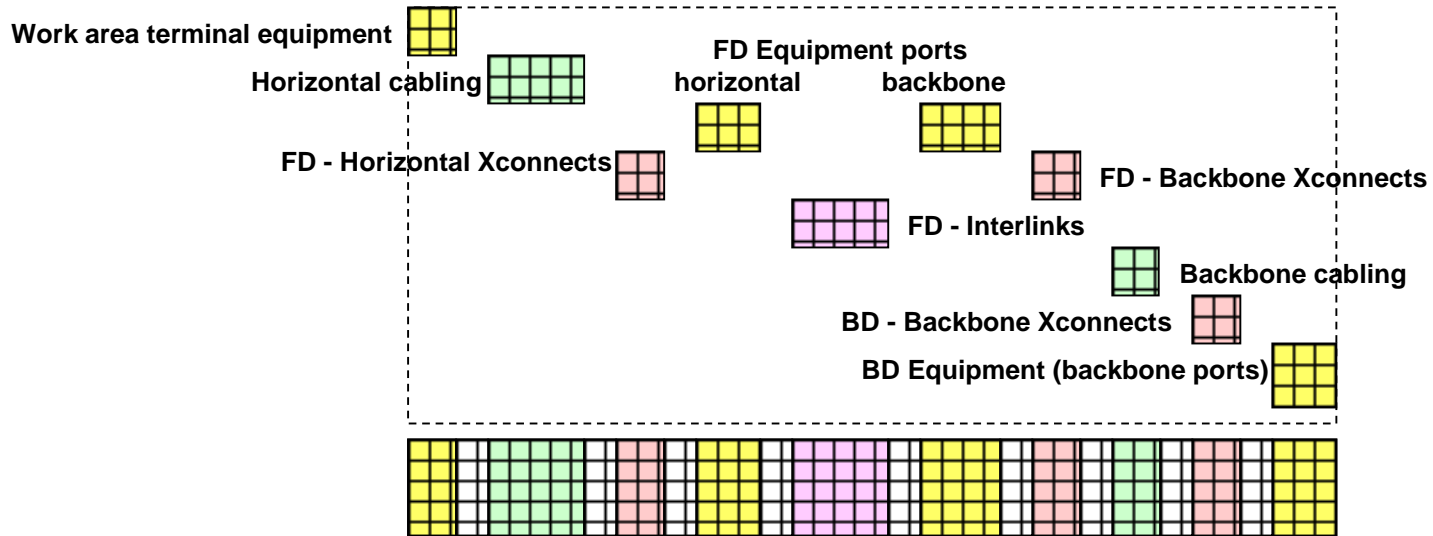 Work area terminal equipment
FD Equipment ports
Horizontal cabling
horizontal
backbone
FD - Horizontal Xconnects
FD - Backbone Xconnects
FD - Interlinks
Backbone cabling
BD - Backbone Xconnects
BD Equipment (backbone ports)